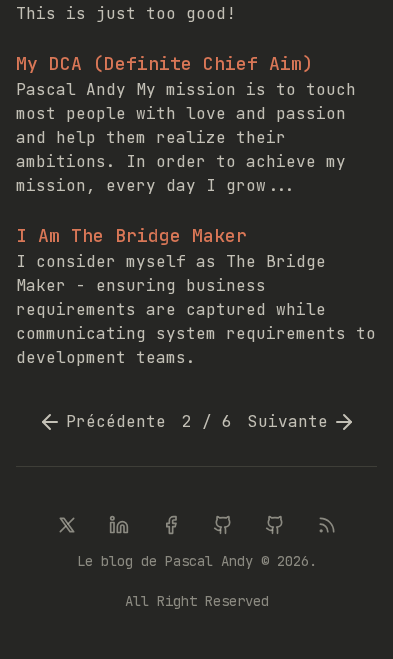 This is just too good!
My DCA (Definite Chief Aim)
Pascal Andy My mission is to touch
most people with love and passion
and help them realize their
ambitions. In order to achieve my
mission, every day I grow...
I Am The Bridge Maker
I consider myself as The Bridge
Maker - ensuring business
requirements are captured while
communicating system requirements to
development teams.
Précédente 2 / 6 Suivante
Le blog de Pascal Andy © 2026.
All Right Reserved